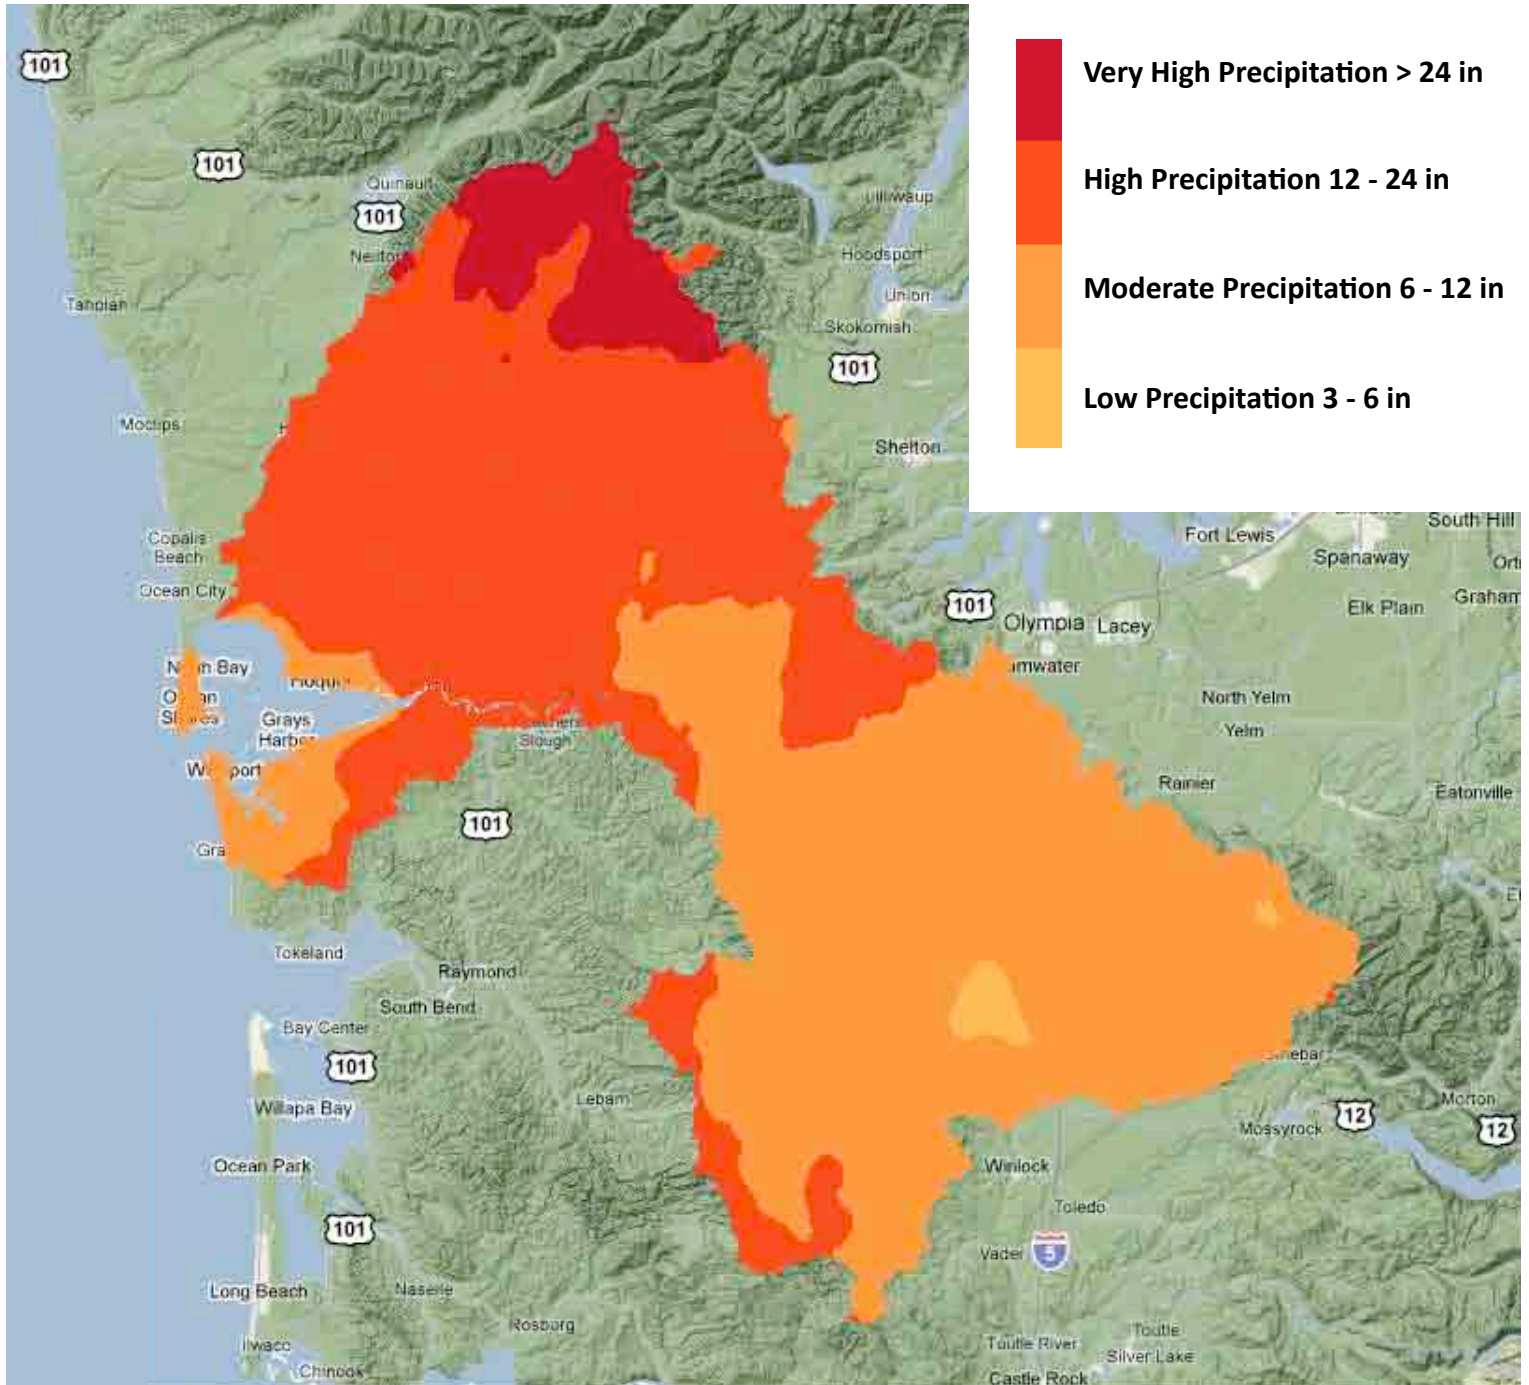 Very High Precipitation > 24 in
High Precipitation 12 - 24 in
Moderate Precipitation 6 - 12 in
Low Precipitation 3 - 6 in
101
101
Quinault
101
Lilliwaup
Hoodsport
Union
Skokomish
101
Moclips
Shelton
Copalis
Beach
Ocean City
South Hill
Fort Lewis
Spanaway
Graham
Elk Plain
101
Olympia
Lacey
North Yelm
Yelm
Grays
Rainier
Eatonville
101
Slough
Tokeland
Raymond
South Bend
Bay Center
101
Willapa Bay
Lebam
Morton
12
12
Mossyrock
Ocean Park
Winlock
Toledo
101
Vader
5
Long Beach
Naselle
Rosburg
Ilwaco
Chinook
Toutle River
Toutle
Silver Lake
Castle Rock